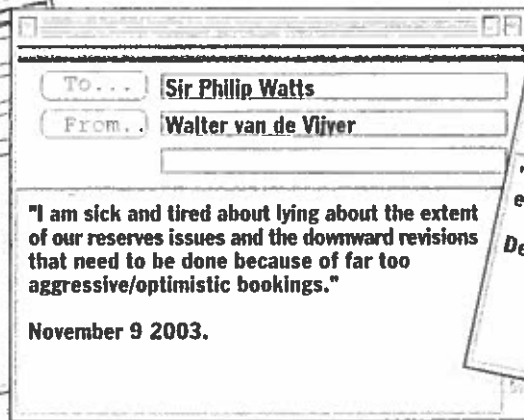 To...
Sir Philip Watts
From..
Walter van de Vijver
"I am sick and tired about lying about the extent
of our reserves issues and the downward revisions
that need to be done because of far too
aggressive/optimistic bookings."
November 9 2003.
"
e
De